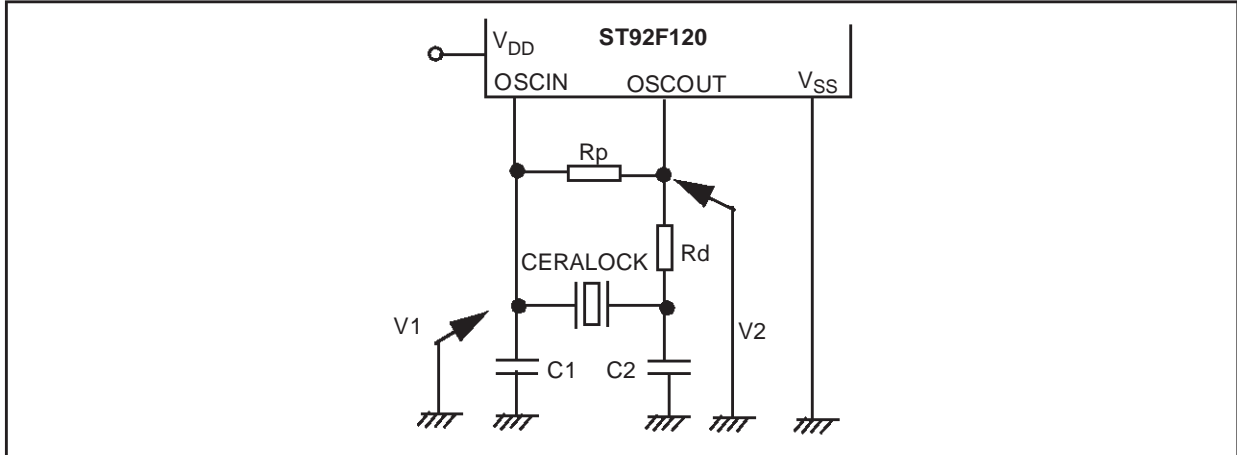 ST92F120
VDD
OSCIN
OSCOUT
VSS
Rp
Rd
CERALOCK
V1
V2
C1
C2